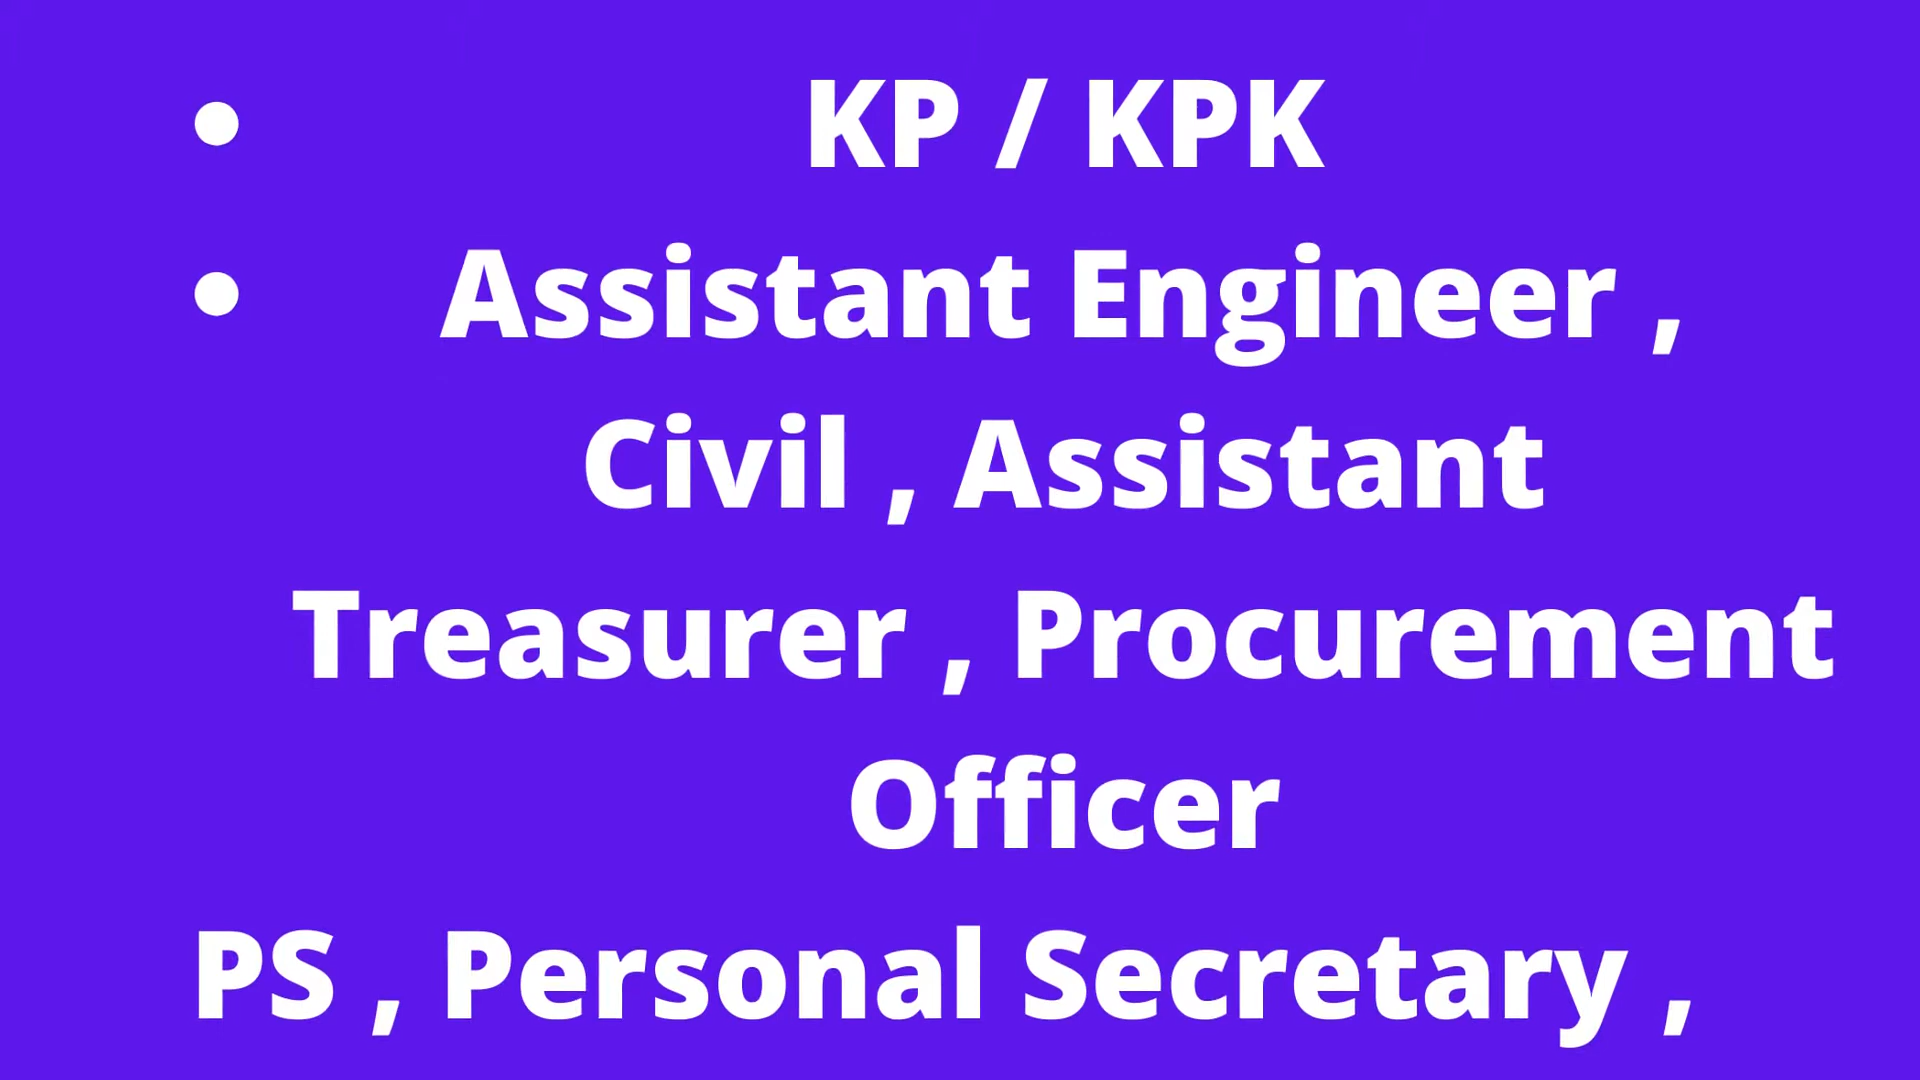 • KP / KPK
• Assistant Engineer ,
Civil , Assistant
Treasurer , Procurement
Officer
PS , Personal Secretary ,